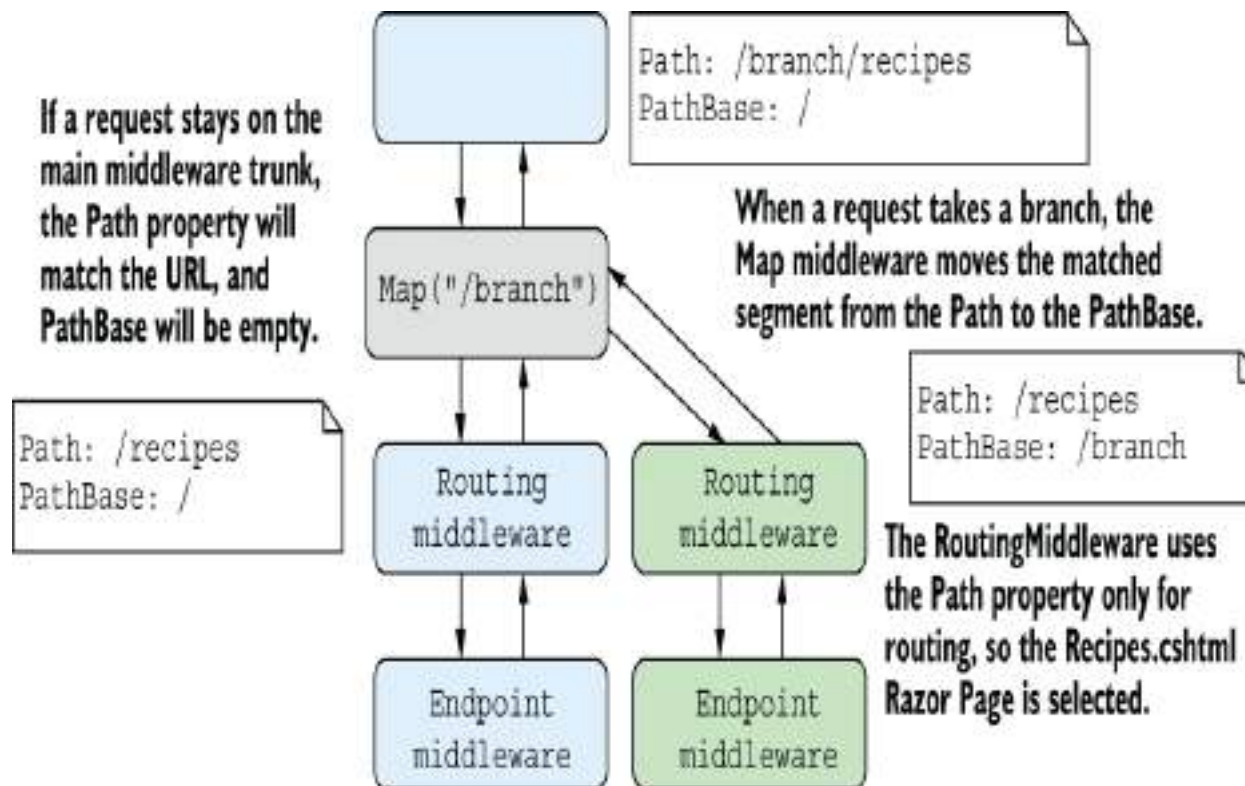 Path: /branch/recipes
PathBase: /
If a request stays on the
main middleware trunk,
the Path property will
match the URL, and
PathBase will be empty.
When a request takes a branch, the
Map middleware moves the matched
segment from the Path to the PathBase.
Map("/branch")
Path: /recipes
PathBase: /
Path: /recipes
PathBase: /branch
Routing
middleware
Routing
middleware
The RoutingMiddleware uses
the Path property only for
routing, so the Recipes.cshtml
Razor Page is selected.
Endpoint
middleware
Endpoint
middleware